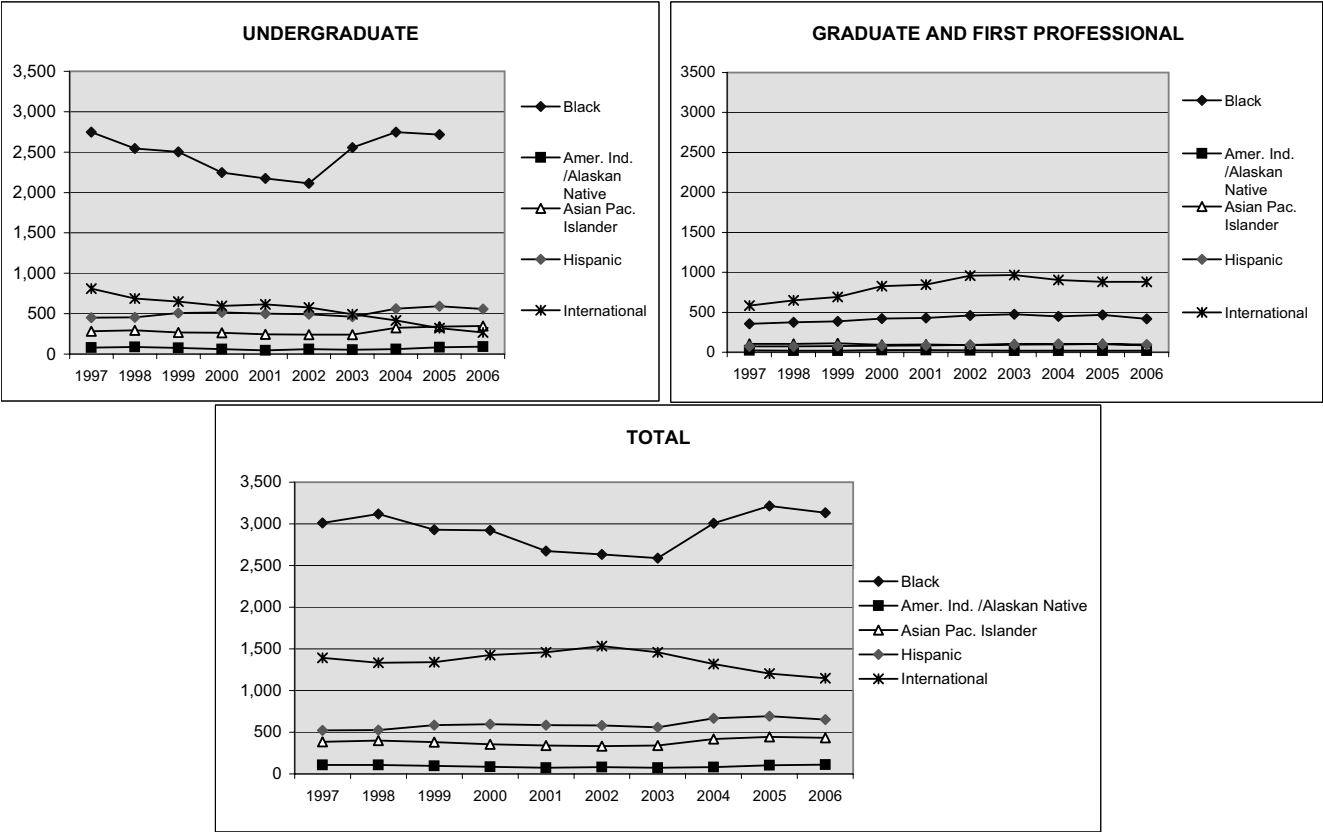 UNDERGRADUATE
3,500
3,000
2,500
2,000
1,500
1,000
500
0
1997 1998 1999 2000 2001 2002 2003 2004 2005 2006
Black
Amer. Ind.
/Alaskan
Native
Asian Pac.
Islander
Hispanic
International
GRADUATE AND FIRST PROFESSIONAL
3500
3000
2500
2000
1500
1000
500
0
1997 1998 1999 2000 2001 2002 2003 2004 2005 2006
Black
Amer. Ind.
/Alaskan
Native
Asian Pac.
Islander
Hispanic
International
TOTAL
3,500
3,000
2,500
2,000
1,500
1,000
500
0
1997 1998 1999 2000 2001 2002 2003 2004 2005 2006
Black
Amer. Ind. /Alaskan Native
Asian Pac. Islander
Hispanic
International